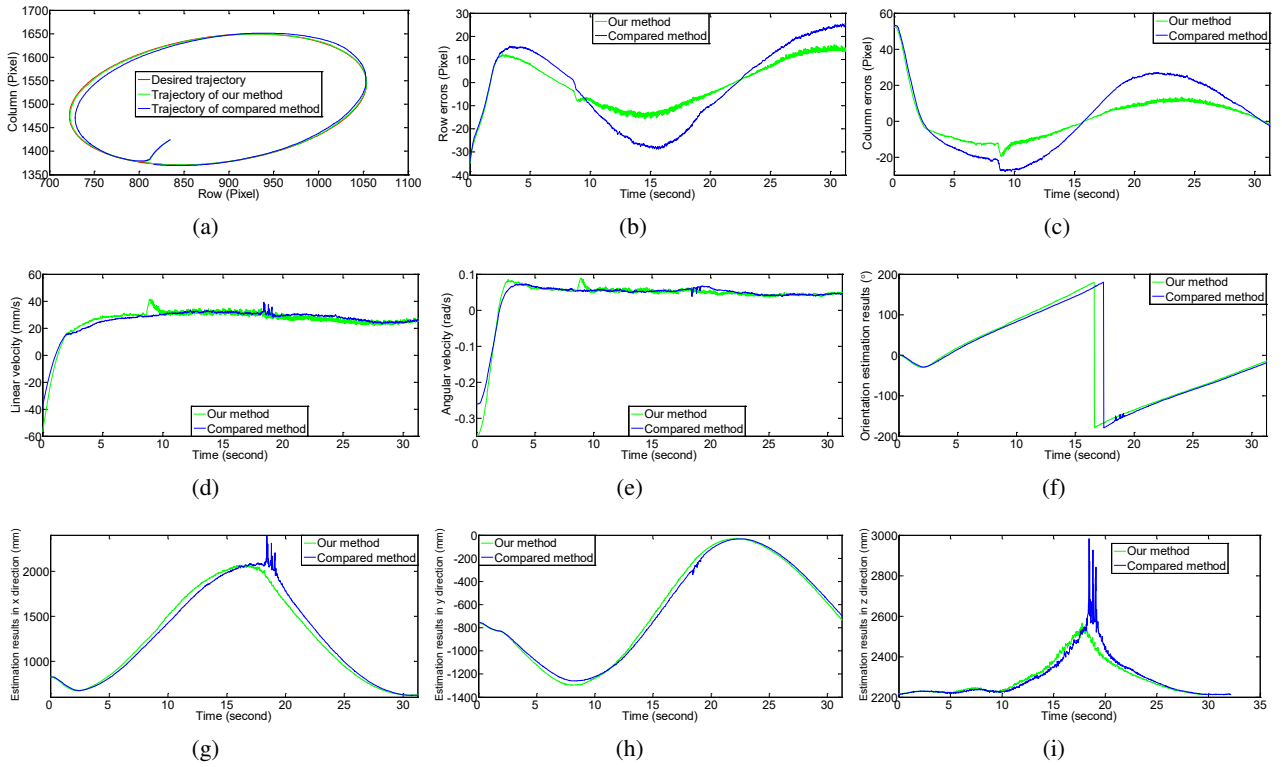 1700
1650
1600
1550
1500
1450
1400
1350
Column (Pixel)
Desired trajectory
Trajectory of our method
Trajectory of compared method
700 750 800 850 900 950 1000 1050 1100
Row (Pixel)
(a)
30
20
10
0
-10
-20
-30
-40
Row errors (Pixel)
Our method
Compared method
0 5 10 15 20 25 30
Time (second)
(b)
60
40
20
0
-20
Column errors (Pixel)
Our method
Compared method
0 5 10 15 20 25 30
Time (second)
(c)
60
40
20
0
-20
-40
-60
Linear velocity (mm/s)
Our method
Compared method
0 5 10 15 20 25 30
Time (second)
(d)
0.1
0
-0.1
-0.2
-0.3
Angular velocity (rad/s)
Our method
Compared method
0 5 10 15 20 25 30
Time (second)
(e)
200
100
0
-100
-200
Orientation estimation results (°)
Our method
Compared method
0 5 10 15 20 25 30
Time (second)
(f)
2000
1500
1000
Estimation results in x direction (mm)
Our method
Compared method
0 5 10 15 20 25 30
Time (second)
(g)
0
-200
-400
-600
-800
-1000
-1200
-1400
Estimation results in y direction (mm)
Our method
Compared method
0 5 10 15 20 25 30
Time (second)
(h)
3000
2800
2600
2400
2200
Estimation results in z direction (mm)
Our method
Compared method
0 5 10 15 20 25 30 35
Time (second)
(i)